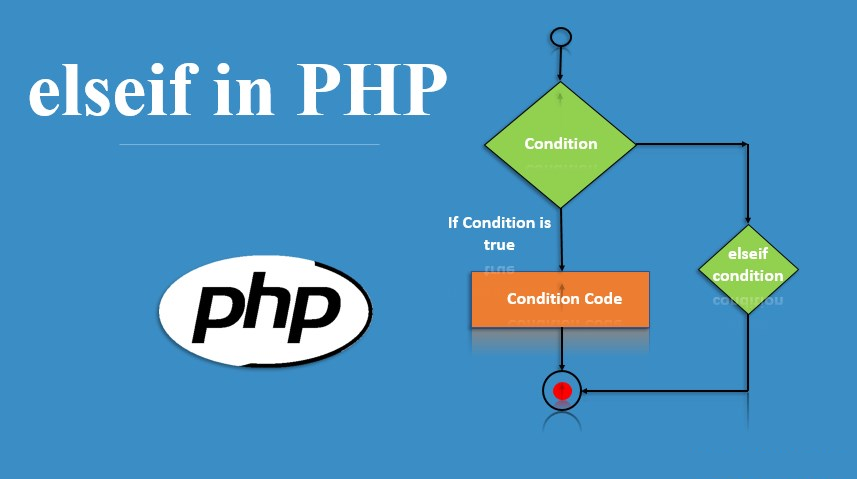 elseif in PHP
Condition
If Condition is
true
elseif
condition
Condition Code
php